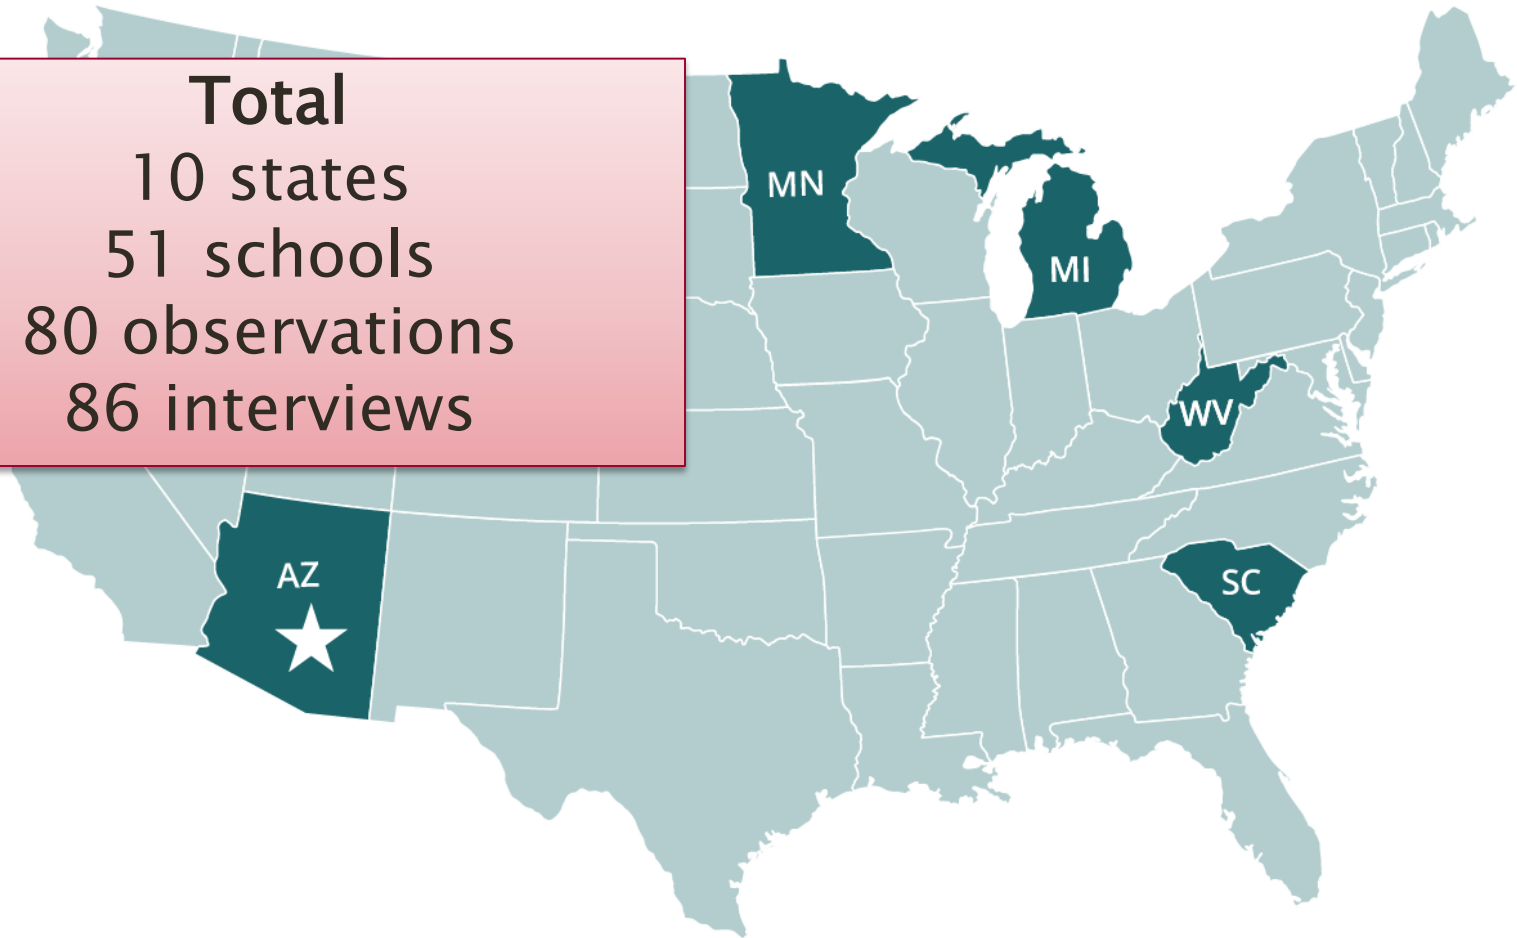 Total
10 states
51 schools
80 observations
86 interviews
MN
MI
WV
AZ
SC